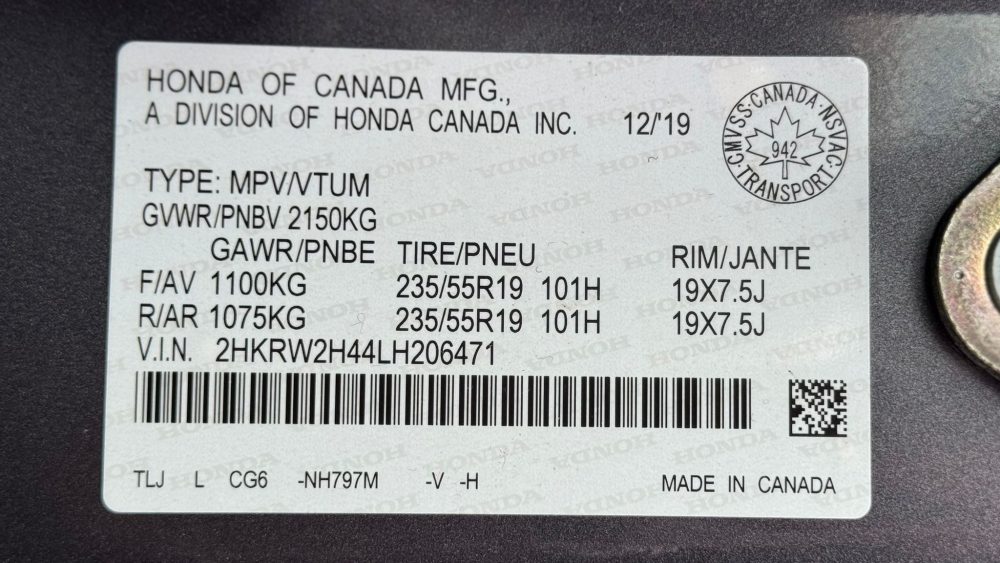 HONDA OF CANADA MFG.,
A DIVISION OF HONDA CANADA INC. 12/'19
CMVSS·CANADA·NSVAC·TRANSPORT·
942
TYPE: MPV/VTUM
GVWR/PNBV 2150KG
GAWR/PNBE TIRE/PNEU RIM/JANTE
F/AV 1100KG 235/55R19 101H 19X7.5J
R/AR 1075KG 235/55R19 101H 19X7.5J
V.I.N. 2HKRW2H44LH206471
TLJ L CG6 -NH797M -V -H MADE IN CANADA